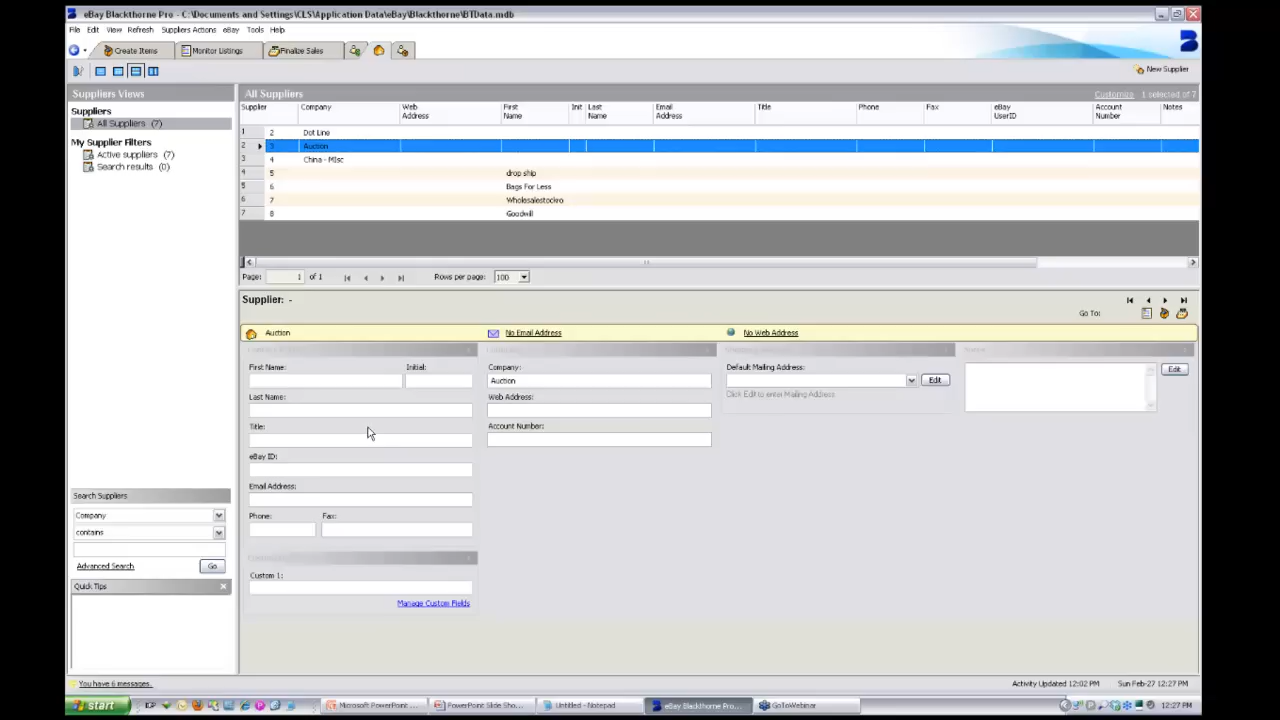 eBay Blackthorne Pro - C:\Documents and Settings\CLS\Application Data\eBay\Blackthorne\BTData.mdb
File Edit View Refresh Suppliers Actions eBay Tools Help
Create Items Monitor Listings Finalize Sales
New Supplier
Suppliers Views
Suppliers
All Suppliers (7)
My Supplier Filters
Active suppliers (7)
Search results (0)
All Suppliers Customize 1 selected of 7
Supplier Company Web Address First Name Init Last Name Email Address Title Phone Fax eBay UserID Account Number Notes
1 2 Dot Line
2 3 Auction
3 4 China - MIsc
4 5 drop ship
5 6 Bags For Less
6 7 Wholesalestockro
7 8 Goodwill
Page: 1 of 1 Rows per page: 100
Supplier: -
Go To:
Auction No Email Address No Web Address
First Name: Initial: Company: Default Mailing Address: Edit
Auction Edit
Last Name: Web Address: Click Edit to enter Mailing Address
Title: Account Number:
eBay ID:
Email Address:
Phone: Fax:
Custom 1:
Manage Custom Fields
Search Suppliers
Company
contains
Advanced Search Go
Quick Tips
You have 6 messages. Activity Updated 12:02 PM Sun Feb-27 12:27 PM
start Microsoft PowerPoint ... PowerPoint Slide Sho... Untitled - Notepad eBay Blackthorne Pro... GoToWebinar 12:27 PM